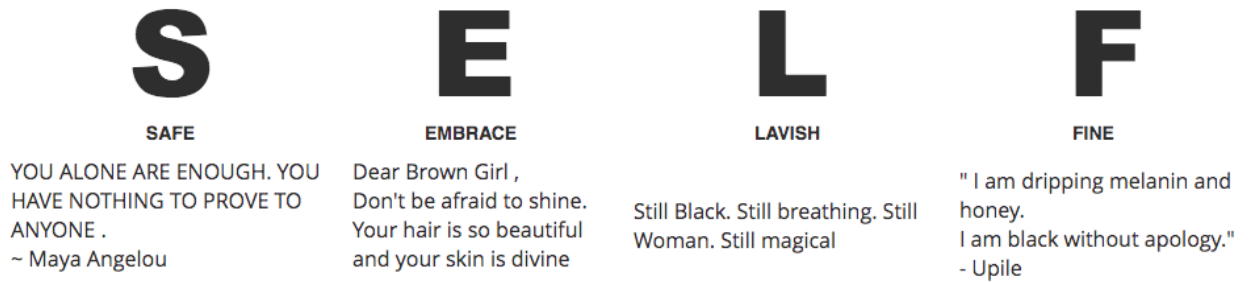 S
SAFE
YOU ALONE ARE ENOUGH. YOU
HAVE NOTHING TO PROVE TO
ANYONE .
~ Maya Angelou
E
EMBRACE
Dear Brown Girl ,
Don't be afraid to shine.
Your hair is so beautiful
and your skin is divine
L
LAVISH
Still Black. Still breathing. Still
Woman. Still magical
F
FINE
" I am dripping melanin and
honey.
I am black without apology."
- Upile